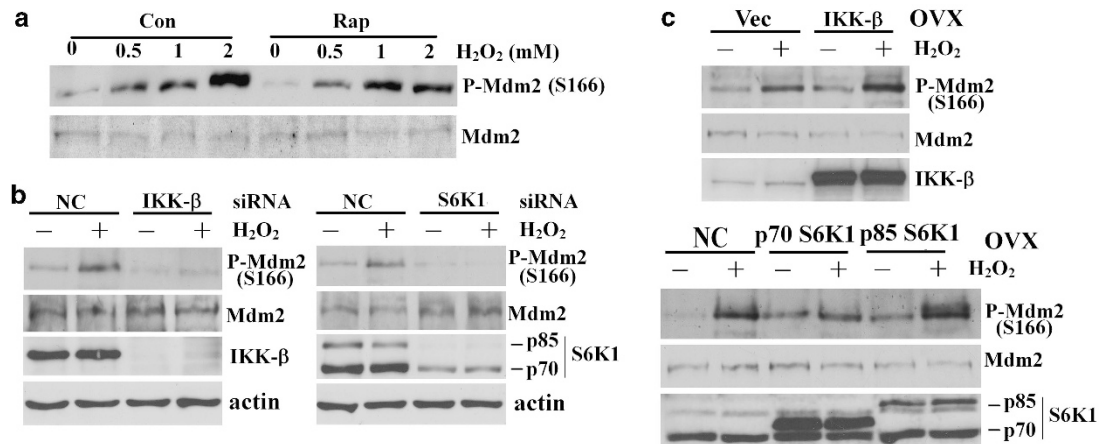 a
Con Rap
0 0.5 1 2 0 0.5 1 2 H₂O₂ (mM)
P-Mdm2 (S166)
Mdm2
b
NC IKK-β siRNA
– + – + H₂O₂
P-Mdm2
(S166)
Mdm2
IKK-β
actin
NC S6K1 siRNA
– + – + H₂O₂
P-Mdm2
(S166)
Mdm2
–p85
–p70
S6K1
actin
c
Vec IKK-β OVX
– + – + H₂O₂
P-Mdm2
(S166)
Mdm2
IKK-β
NC p70 S6K1 p85 S6K1 OVX
– + – + – + H₂O₂
P-Mdm2
(S166)
Mdm2
–p85
–p70
S6K1